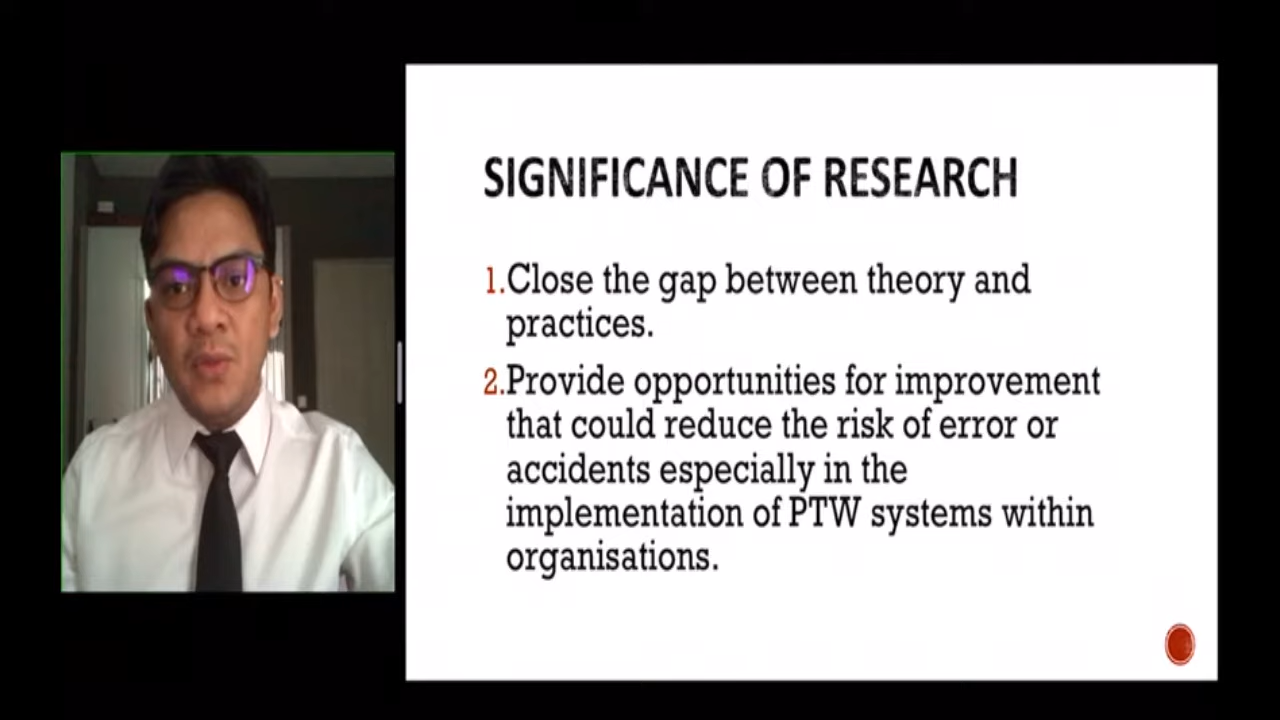 SIGNIFICANCE OF RESEARCH
1.Close the gap between theory and
practices.
2.Provide opportunities for improvement
that could reduce the risk of error or
accidents especially in the
implementation of PTW systems within
organisations.